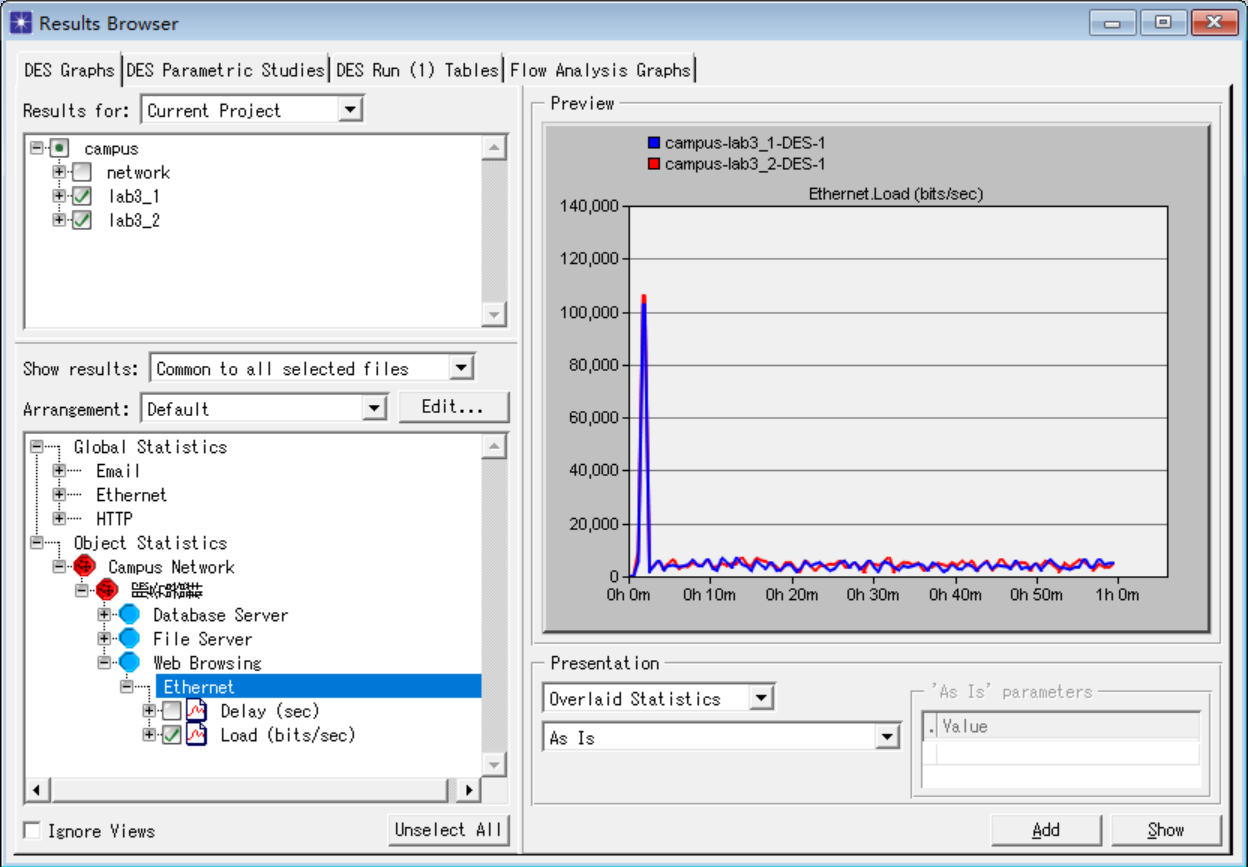 Results Browser
DES Graphs
DES Parametric Studies
DES Run (1) Tables
Flow Analysis Graphs
Results for:
Current Project
campus
network
lab3_1
lab3_2
Show results:
Common to all selected files
Arrangement:
Default
Edit...
Global Statistics
Email
Ethernet
HTTP
Object Statistics
Campus Network
Database Server
File Server
Web Browsing
Ethernet
Delay (sec)
Load (bits/sec)
Ignore Views
Unselect All
Preview
campus-lab3_1-DES-1
campus-lab3_2-DES-1
Ethernet.Load (bits/sec)
140,000
120,000
100,000
80,000
60,000
40,000
20,000
0
0h 0m
0h 10m
0h 20m
0h 30m
0h 40m
0h 50m
1h 0m
Presentation
Overlaid Statistics
As Is
'As Is' parameters
. Value
Add
Show